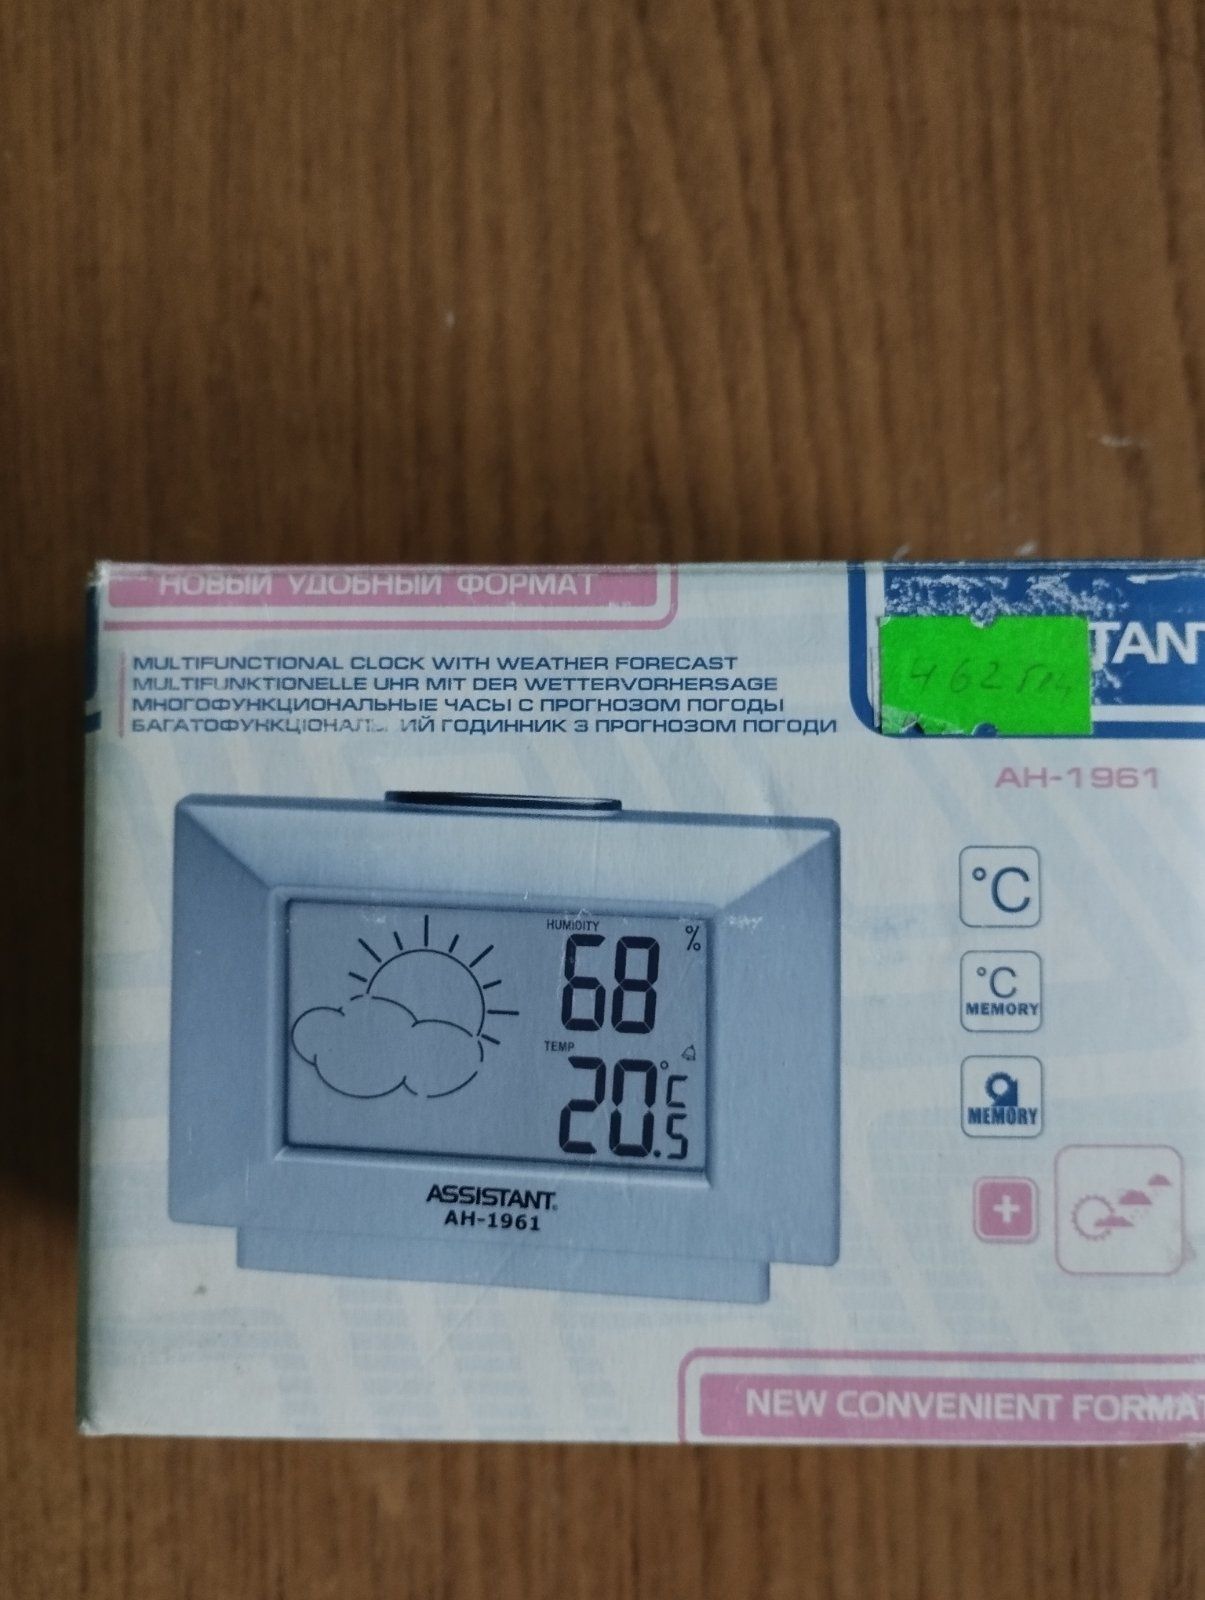 НОВЫЙ УДОБНЫЙ ФОРМАТ
MULTIFUNCTIONAL CLOCK WITH WEATHER FORECAST
MULTIFUNKTIONELLE UHR MIT DER WETTERVORHERSAGE
МНОГОФУНКЦИОНАЛЬНЫЕ ЧАСЫ С ПРОГНОЗОМ ПОГОДЫ
ГОДИННИК З ПРОГНОЗОМ ПОГОДИ
TANT
462 грн
AH-1961
HUMIDITY
68 %
TEMP
20.5 °C
ASSISTANT
AH-1961
°C
°C
MEMORY
MEMORY
+
NEW CONVENIENT FORMAT